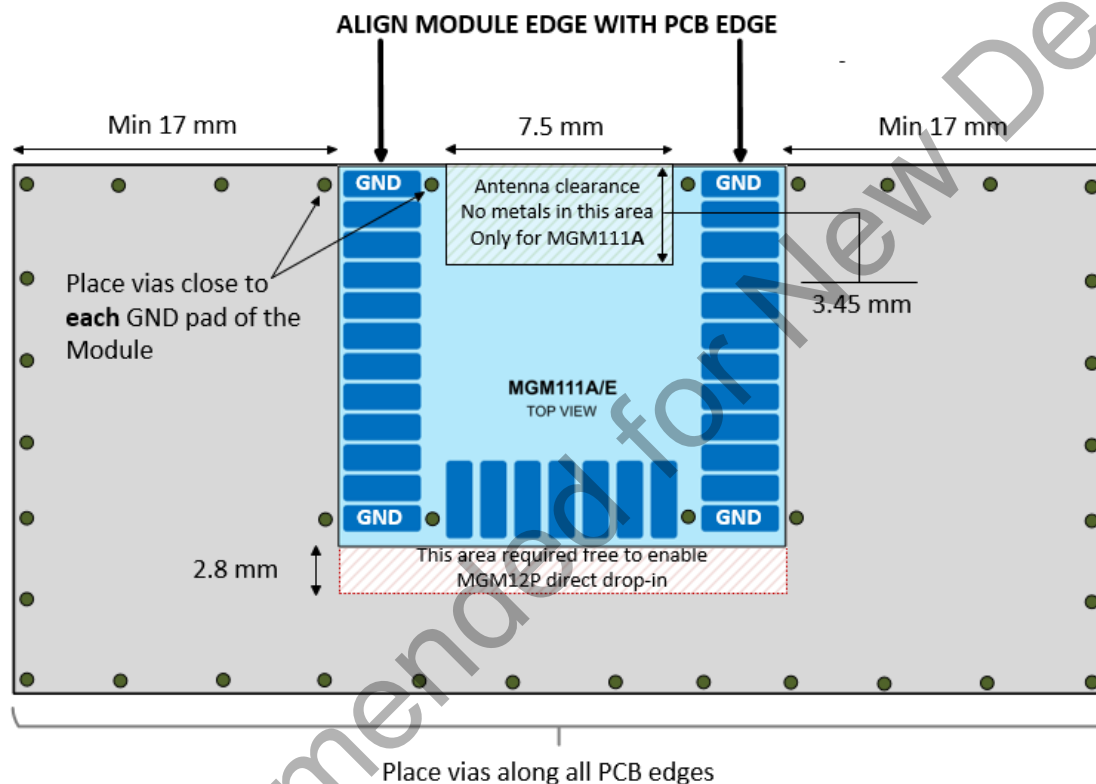 ALIGN MODULE EDGE WITH PCB EDGE
-
Min 17 mm
7.5 mm
Min 17 mm
GND
Antenna clearance
No metals in this area
Only for MGM111A
GND
3.45 mm
Place vias close to
each GND pad of the
Module
MGM111A/E
TOP VIEW
GND
GND
2.8 mm
This area required free to enable
MGM12P direct drop-in
Place vias along all PCB edges
mended for New De